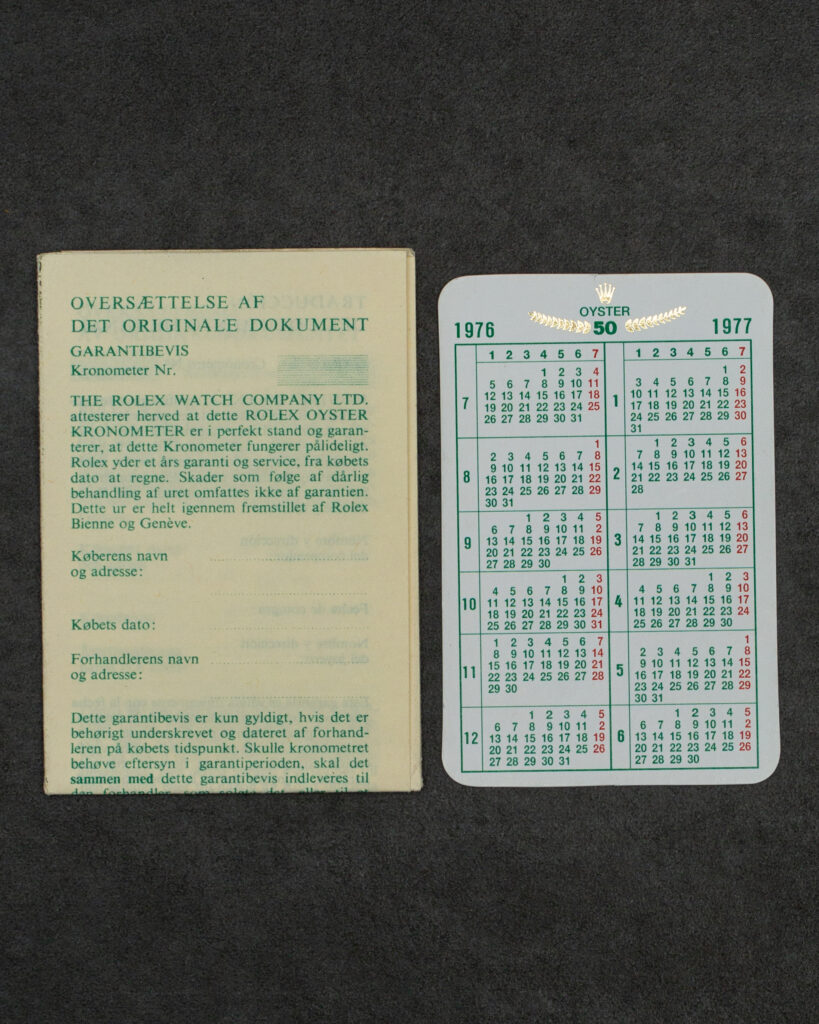 OVERSÆTTELSE AF
DET ORIGINALE DOKUMENT
GARANTIBEVIS
Kronometer Nr.
THE ROLEX WATCH COMPANY LTD.
attesterer herved at dette ROLEX OYSTER
KRONOMETER er i perfekt stand og garan-
terer, at dette Kronometer fungerer pålideligt.
Rolex yder et års garanti og service, fra købets
dato at regne. Skader som følge af dårlig
behandling af uret omfattes ikke af garantien.
Dette ur er helt igennem fremstillet af Rolex
Bienne og Genève.
Køberens navn
og adresse:
Købets dato:
Forhandlerens navn
og adresse:
Dette garantibevis er kun gyldigt, hvis det er
behørigt underskrevet og dateret af forhand-
leren på købets tidspunkt. Skulle kronometret
behøve eftersyn i garantiperioden, skal det
sammen med dette garantibevis indleveres til
den forhandler, som solgte det, eller til et
OYSTER
1976 50 1977
1 2 3 4 5 6 7
7
1 2 3 4
5 6 7 8 9 10 11
12 13 14 15 16 17 18
19 20 21 22 23 24 25
26 27 28 29 30 31
8
1
2 3 4 5 6 7 8
9 10 11 12 13 14 15
16 17 18 19 20 21 22
23 24 25 26 27 28 29
30 31
9
1 2 3 4 5
6 7 8 9 10 11 12
13 14 15 16 17 18 19
20 21 22 23 24 25 26
27 28 29 30
10
1 2 3
4 5 6 7 8 9 10
11 12 13 14 15 16 17
18 19 20 21 22 23 24
25 26 27 28 29 30 31
11
1 2 3 4 5 6 7
8 9 10 11 12 13 14
15 16 17 18 19 20 21
22 23 24 25 26 27 28
29 30
12
1 2 3 4 5
6 7 8 9 10 11 12
13 14 15 16 17 18 19
20 21 22 23 24 25 26
27 28 29 30 31
1 2 3 4 5 6 7
1
1 2
3 4 5 6 7 8 9
10 11 12 13 14 15 16
17 18 19 20 21 22 23
24 25 26 27 28 29 30
31
2
1 2 3 4 5 6
7 8 9 10 11 12 13
14 15 16 17 18 19 20
21 22 23 24 25 26 27
28
3
1 2 3 4 5 6
7 8 9 10 11 12 13
14 15 16 17 18 19 20
21 22 23 24 25 26 27
28 29 30 31
4
1 2 3
4 5 6 7 8 9 10
11 12 13 14 15 16 17
18 19 20 21 22 23 24
25 26 27 28 29 30
5
1
2 3 4 5 6 7 8
9 10 11 12 13 14 15
16 17 18 19 20 21 22
23 24 25 26 27 28 29
30 31
6
1 2 3 4 5
6 7 8 9 10 11 12
13 14 15 16 17 18 19
20 21 22 23 24 25 26
27 28 29 30